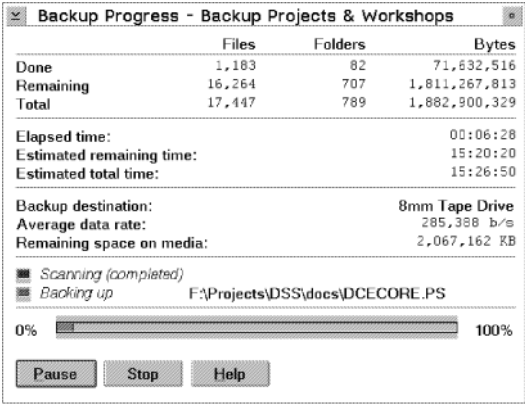 Backup Progress - Backup Projects & Workshops
Files Folders Bytes
Done 1,183 82 71,632,516
Remaining 16,264 707 1,811,267,813
Total 17,447 789 1,882,900,329
Elapsed time: 00:06:28
Estimated remaining time: 15:20:20
Estimated total time: 15:26:50
Backup destination: 8mm Tape Drive
Average data rate: 285,388 b/s
Remaining space on media: 2,067,162 KB
Scanning (completed)
Backing up F:\Projects\DSS\docs\DCECORE.PS
0% 100%
Pause Stop Help